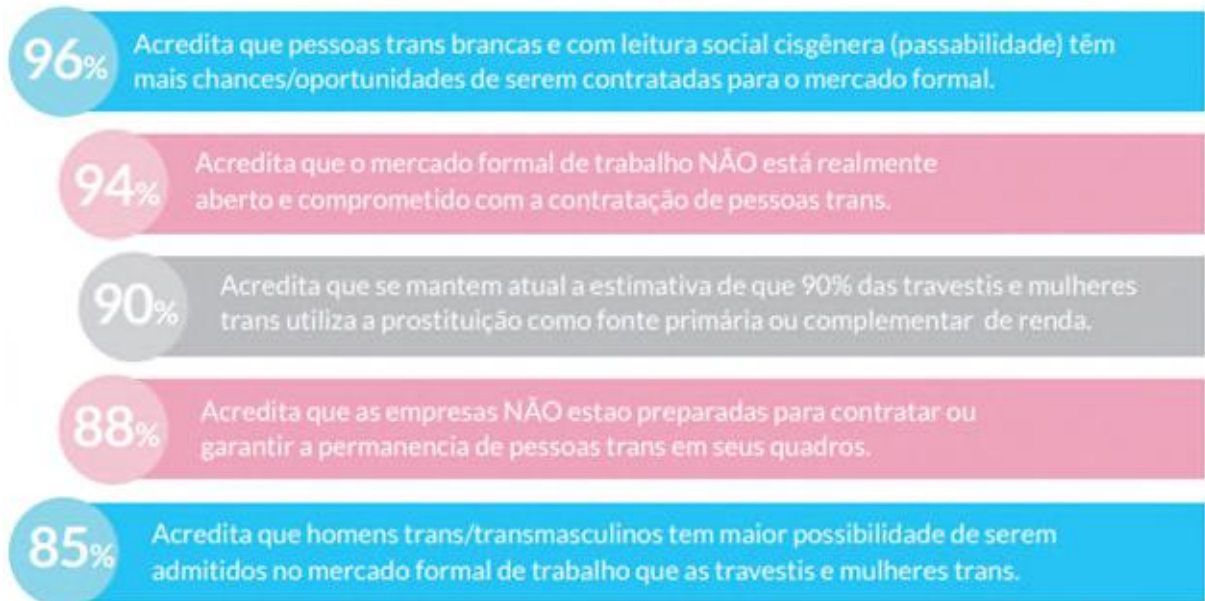 96%
Acredita que pessoas trans brancas e com leitura social cisgênera (passabilidade) têm
mais chances/oportunidades de serem contratadas para o mercado formal.
94%
Acredita que o mercado formal de trabalho NÃO está realmente
aberto e comprometido com a contratação de pessoas trans.
90%
Acredita que se mantem atual a estimativa de que 90% das travestis e mulheres
trans utiliza a prostituição como fonte primária ou complementar de renda.
88%
Acredita que as empresas NÃO estao preparadas para contratar ou
garantir a permanencia de pessoas trans em seus quadros.
85%
Acredita que homens trans/transmasculinos tem maior possibilidade de serem
admitidos no mercado formal de trabalho que as travestis e mulheres trans.